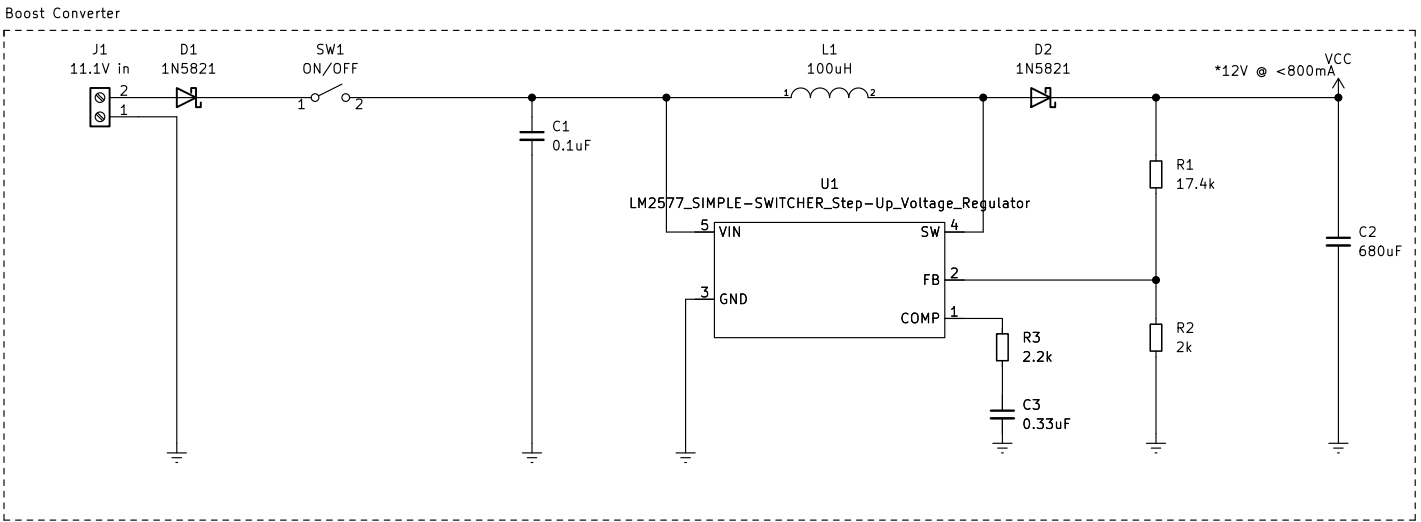 Boost Converter
J1
11.1V in
2
1
D1
1N5821
SW1
ON/OFF
1
2
C1
0.1uF
L1
100uH
1
2
D2
1N5821
VCC
*12V @ <800mA
R1
17.4k
U1
LM2577_SIMPLE-SWITCHER_Step-Up_Voltage_Regulator
5
VIN
SW
4
FB
2
3
GND
COMP
1
C2
680uF
R2
2k
R3
2.2k
C3
0.33uF